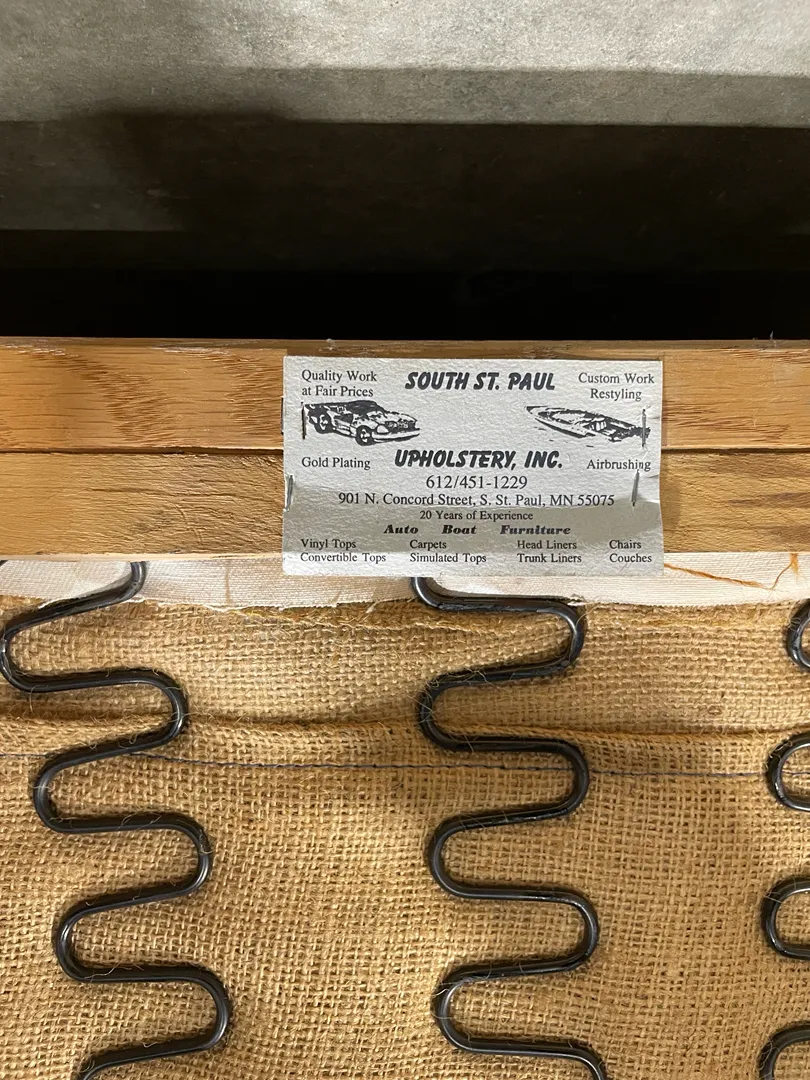 Quality Work
at Fair Prices
SOUTH ST. PAUL
Custom Work
Restyling
Gold Plating
UPHOLSTERY, INC.
Airbrushing
612/451-1229
901 N. Concord Street, S. St. Paul, MN 55075
20 Years of Experience
Auto Boat Furniture
Vinyl Tops Carpets Head Liners Chairs
Convertible Tops Simulated Tops Trunk Liners Couches